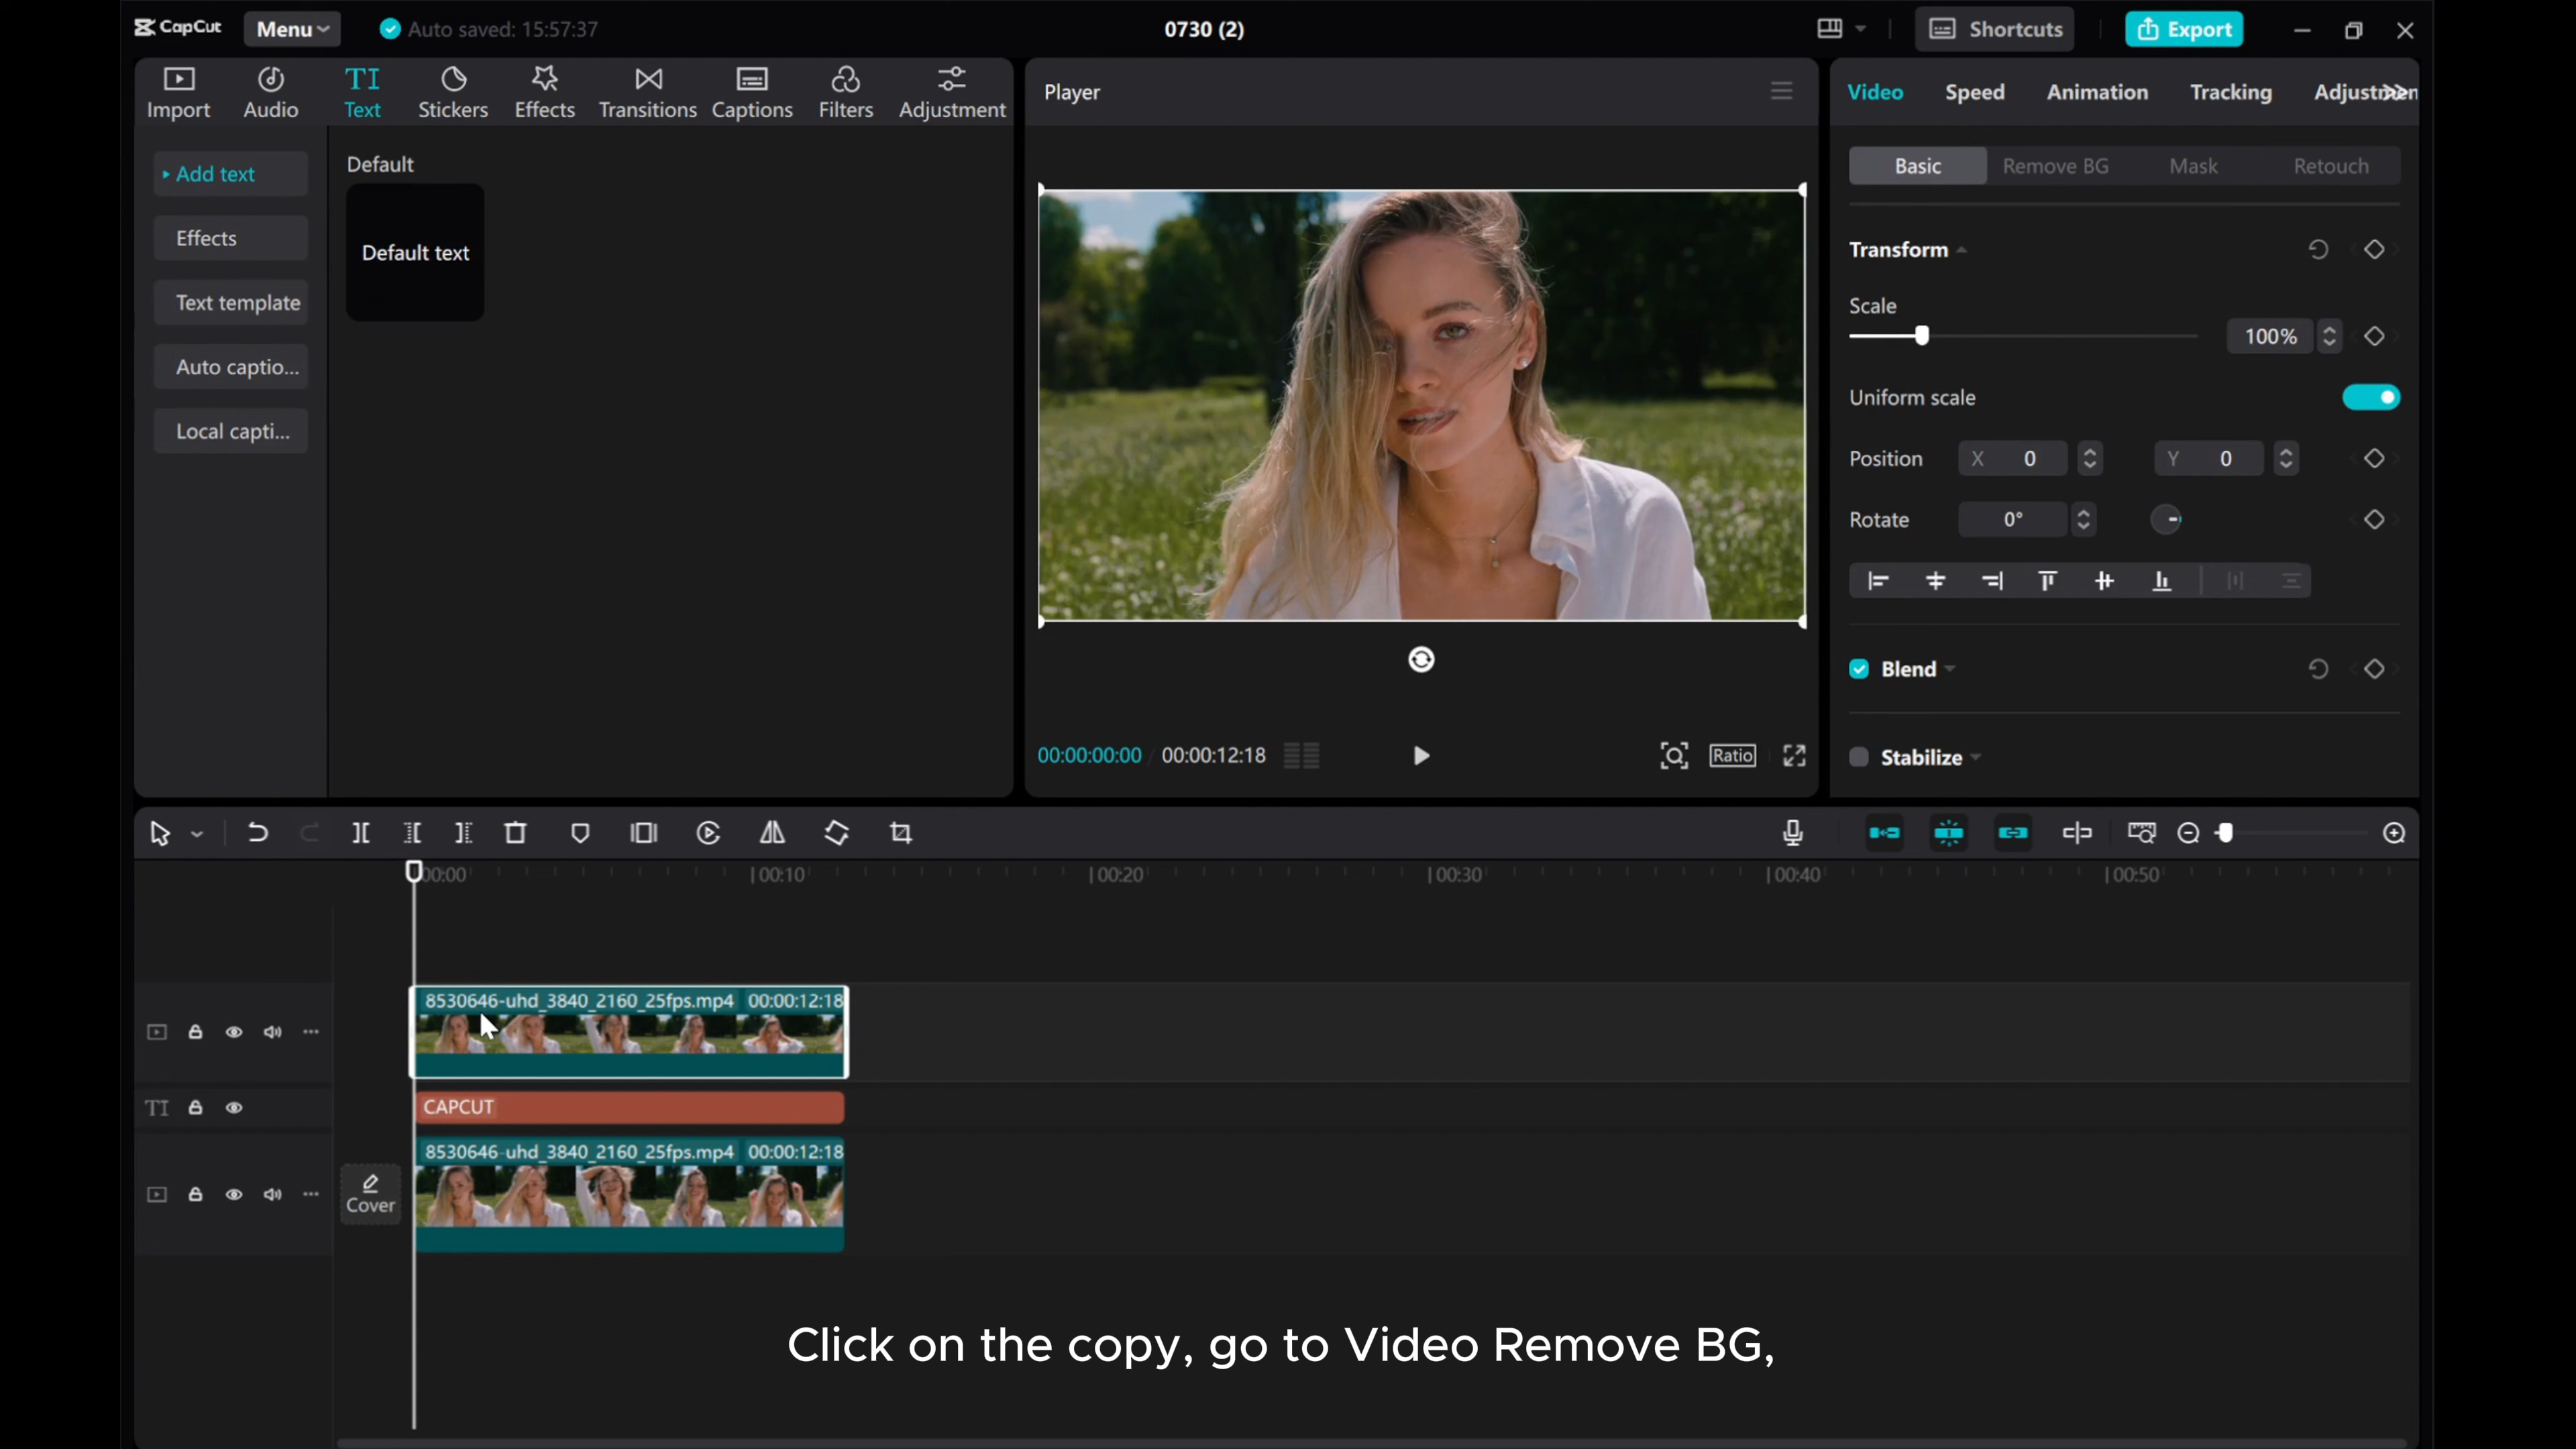 CapCut
Menu
Auto saved: 15:57:37
0730 (2)
Shortcuts
Export
Import
Audio
TI
Text
Stickers
Effects
Transitions
Captions
Filters
Adjustment
Add text
Effects
Text template
Auto captio...
Local capti...
Default
Default text
Player
00:00:00:00
00:00:12:18
Ratio
Video
Speed
Animation
Tracking
Basic
Remove BG
Mask
Retouch
Transform
Scale
100%
Uniform scale
Position
X 0
Y 0
Rotate
0°
Blend
Stabilize
00:00
00:10
00:20
00:30
00:40
00:50
8530646-uhd_3840_2160_25fps.mp4 00:00:12:18
TI
CAPCUT
8530646-uhd_3840_2160_25fps.mp4 00:00:12:18
Cover
Click on the copy, go to Video Remove BG,